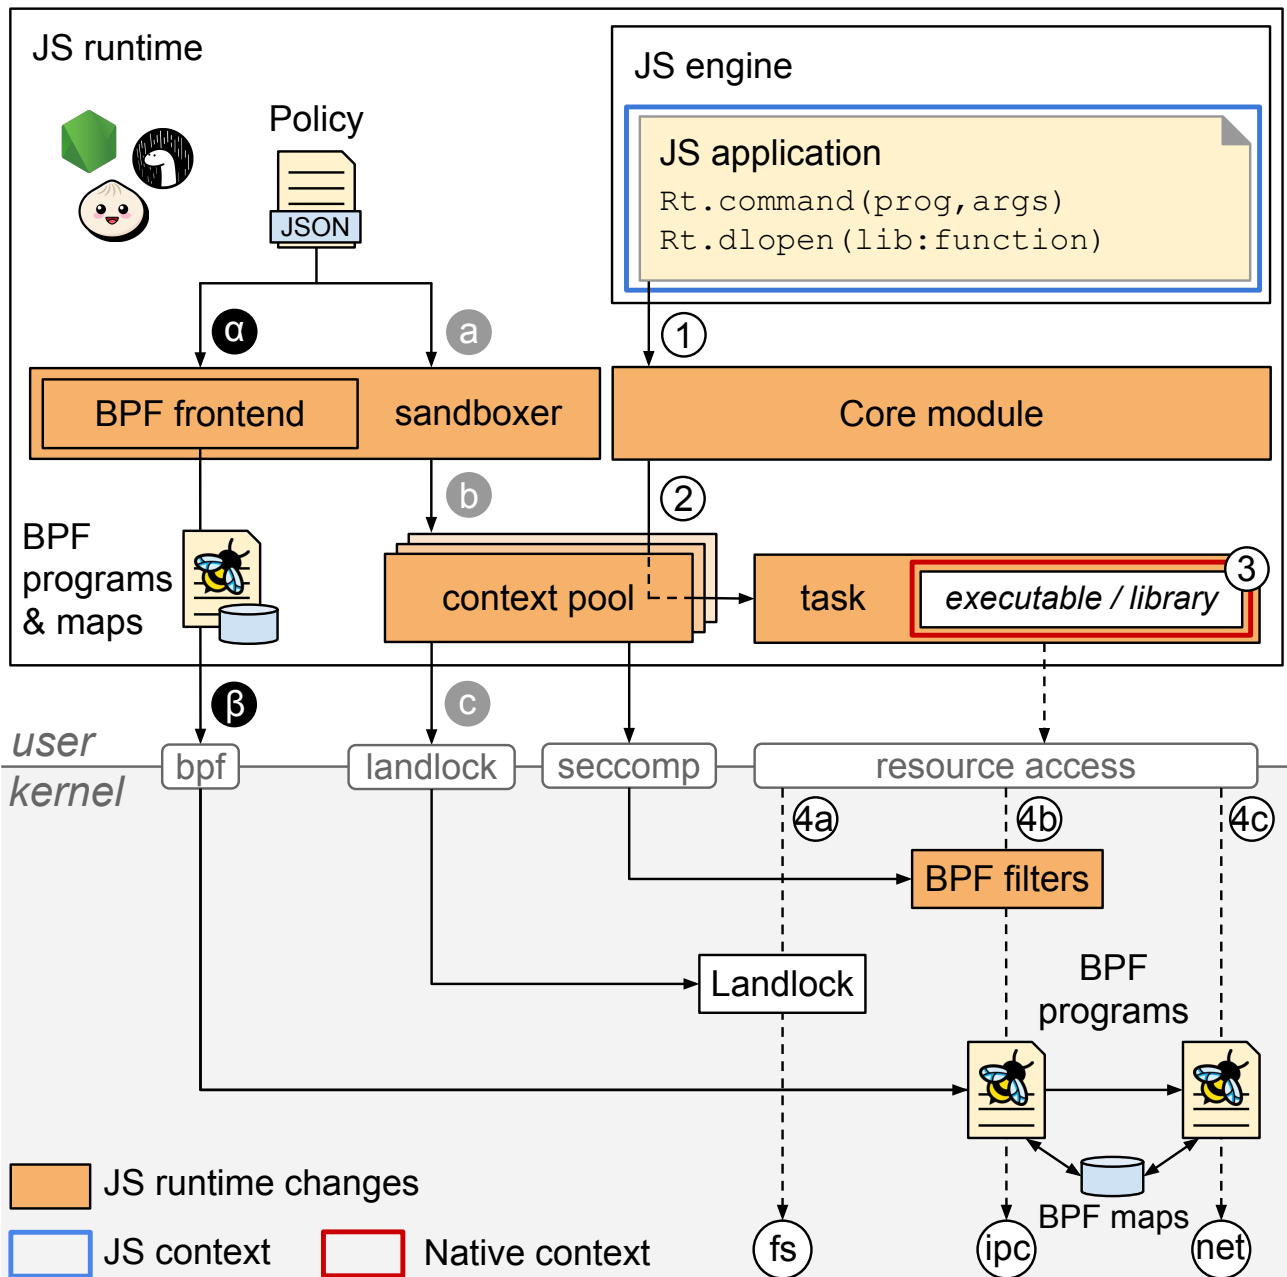 JS runtime
JS engine
Policy
JSON
JS application
Rt.command(prog,args)
Rt.dlopen(lib:function)
α
a
1
BPF frontend
sandboxer
Core module
b
2
BPF
programs
& maps
context pool
task
executable / library
3
β
c
user
kernel
bpf
landlock
seccomp
resource access
4a
4b
4c
BPF filters
Landlock
BPF
programs
BPF maps
JS runtime changes
JS context
Native context
fs
ipc
net